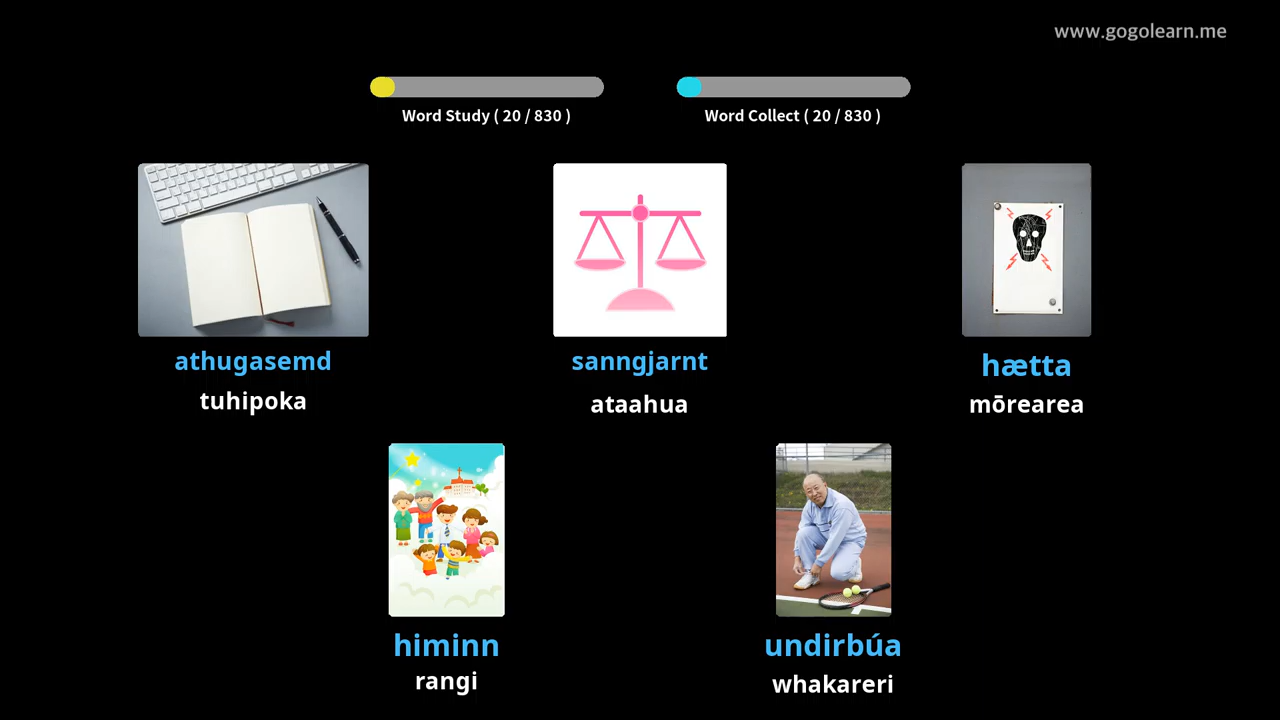 www.gogolearn.me
Word Study ( 20 / 830 )
Word Collect ( 20 / 830 )
athugasemd
tuhipoka
sanngjarnt
ataahua
hætta
mōrearea
himinn
rangi
undirbúa
whakareri